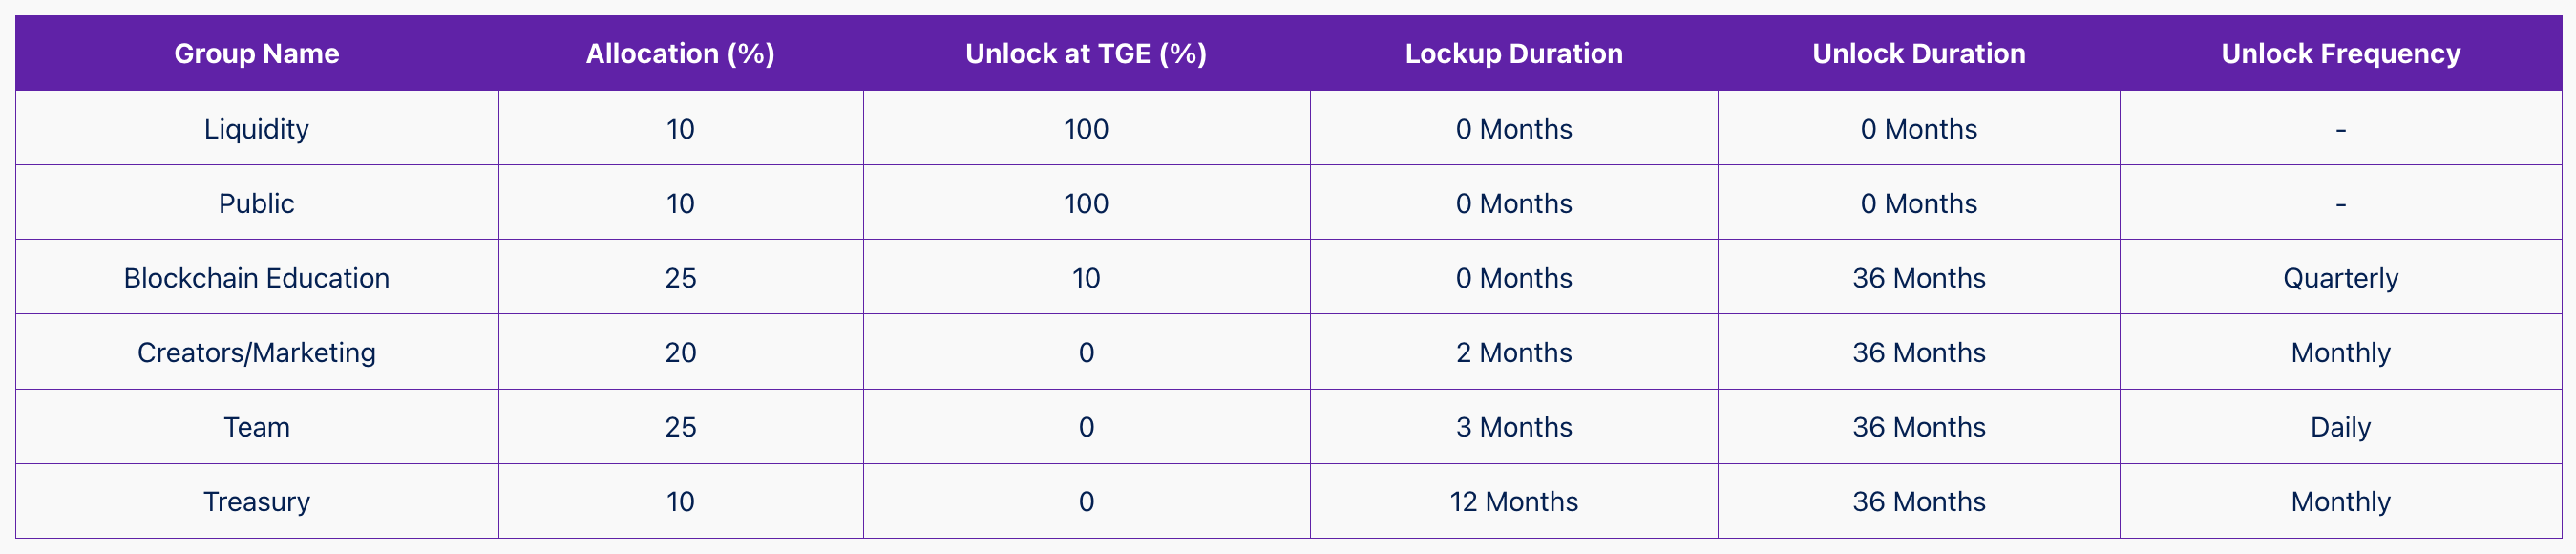 Group Name Allocation (%) Unlock at TGE (%) Lockup Duration Unlock Duration Unlock Frequency
Liquidity 10 100 0 Months 0 Months -
Public 10 100 0 Months 0 Months -
Blockchain Education 25 10 0 Months 36 Months Quarterly
Creators/Marketing 20 0 2 Months 36 Months Monthly
Team 25 0 3 Months 36 Months Daily
Treasury 10 0 12 Months 36 Months Monthly